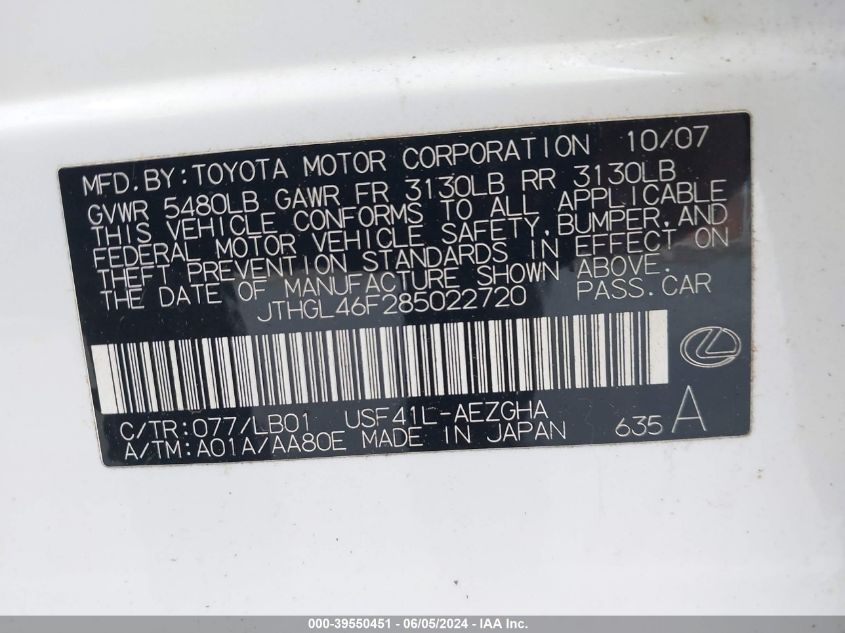 MFD.BY:TOYOTA MOTOR CORPORATION 10/07
GVWR 5480LB GAWR FR 3130LB RR 3130LB
THIS VEHICLE CONFORMS TO ALL APPLICABLE
FEDERAL MOTOR VEHICLE SAFETY,BUMPER,AND
THEFT PREVENTION STANDARDS IN EFFECT ON
THE DATE OF MANUFACTURE SHOWN ABOVE.
JTHGL46F285022720 PASS.CAR
C/TR:077/LB01 USF41L-AEZGHA
A/TM:A01A/AA80E MADE IN JAPAN 635 A
000-39550451 - 06/05/2024 - IAA Inc.